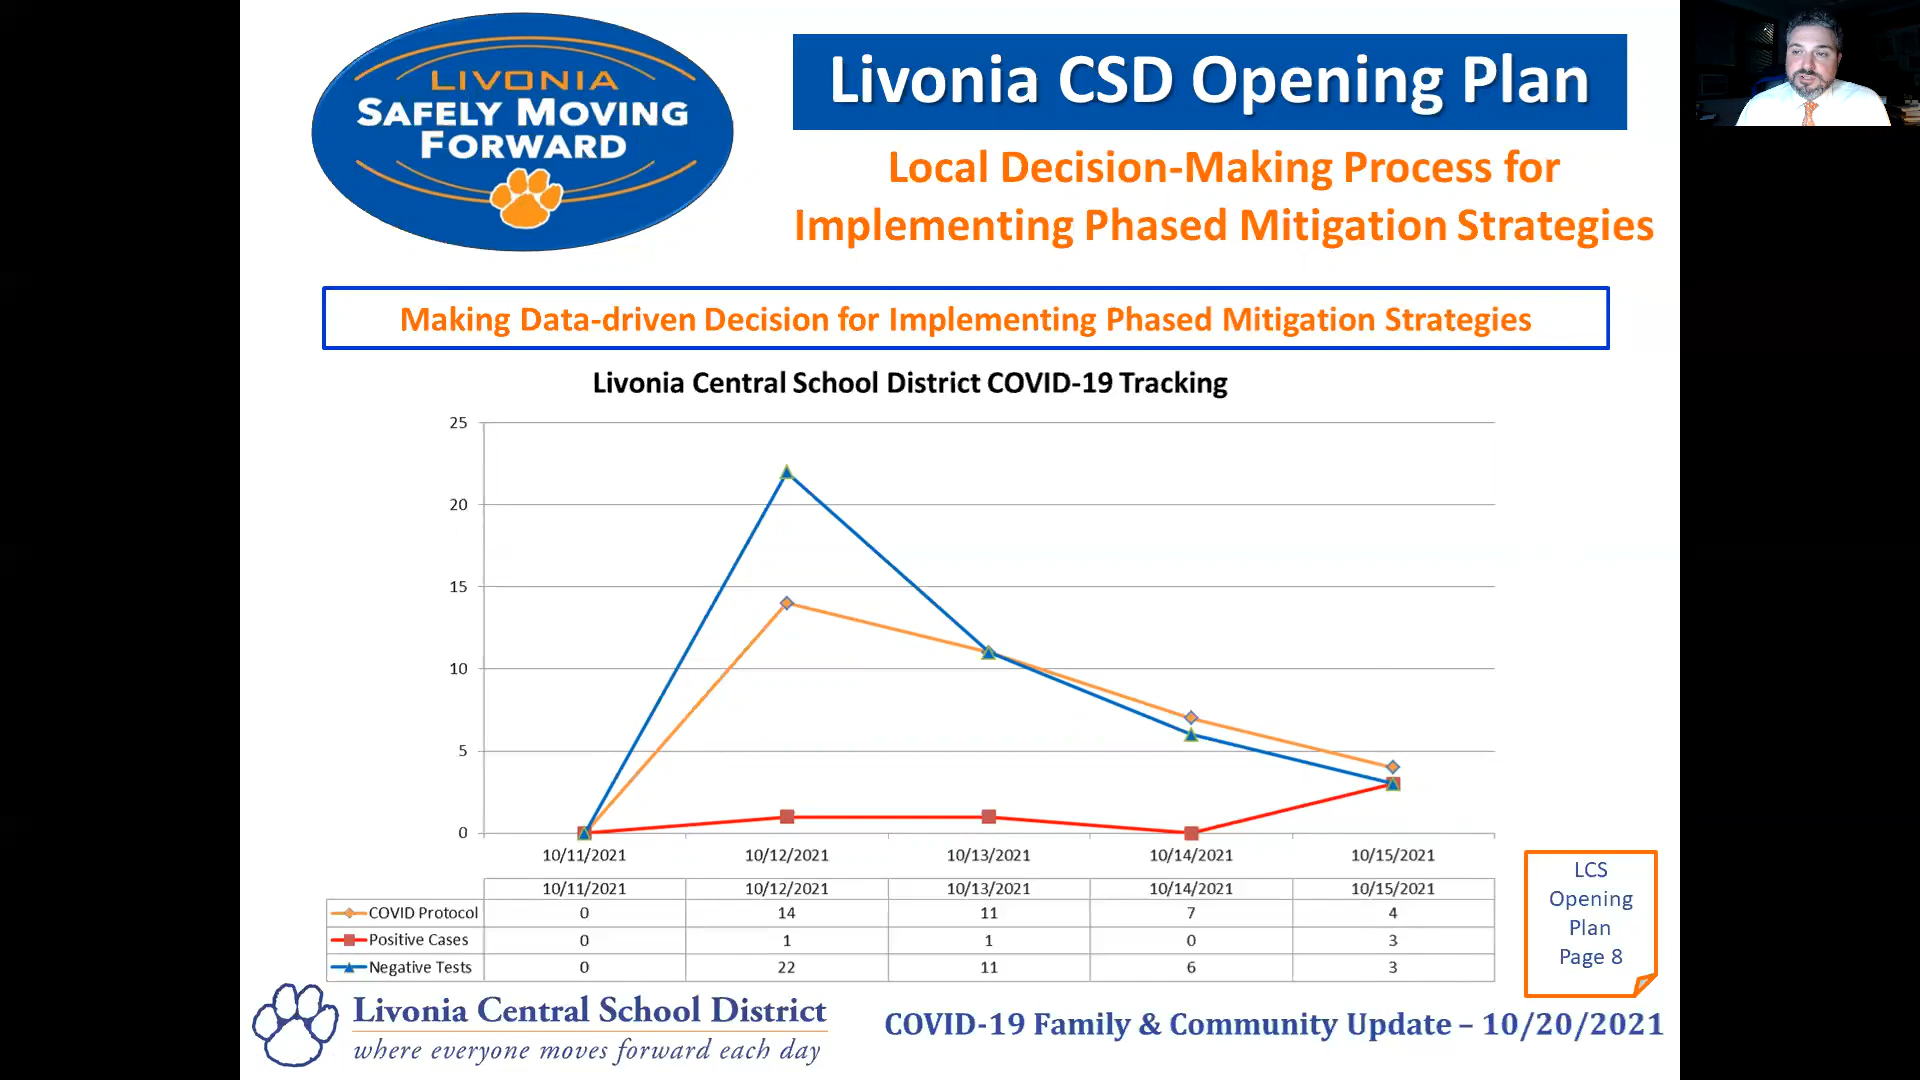 LIVONIA
SAFELY MOVING
FORWARD
Livonia CSD Opening Plan
Local Decision-Making Process for
Implementing Phased Mitigation Strategies
Making Data-driven Decision for Implementing Phased Mitigation Strategies
Livonia Central School District COVID-19 Tracking
25
20
15
10
5
0
10/11/2021 10/12/2021 10/13/2021 10/14/2021 10/15/2021
10/11/2021 10/12/2021 10/13/2021 10/14/2021 10/15/2021
COVID Protocol 0 14 11 7 4
Positive Cases 0 1 1 0 3
Negative Tests 0 22 11 6 3
LCS
Opening
Plan
Page 8
Livonia Central School District
where everyone moves forward each day
COVID-19 Family & Community Update – 10/20/2021